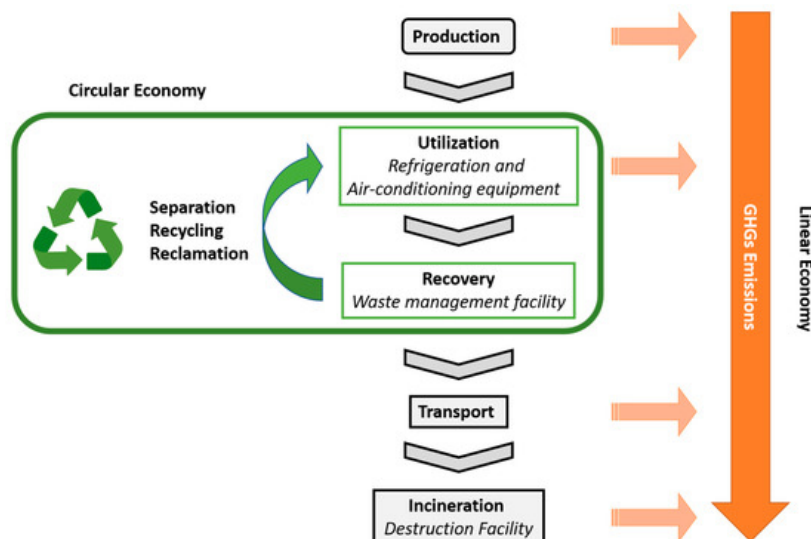 Production
Circular Economy
Utilization
Refrigeration and
Air-conditioning equipment
Separation
Recycling
Reclamation
Recovery
Waste management facility
Transport
Incineration
Destruction Facility
GHGs Emissions
Linear Economy